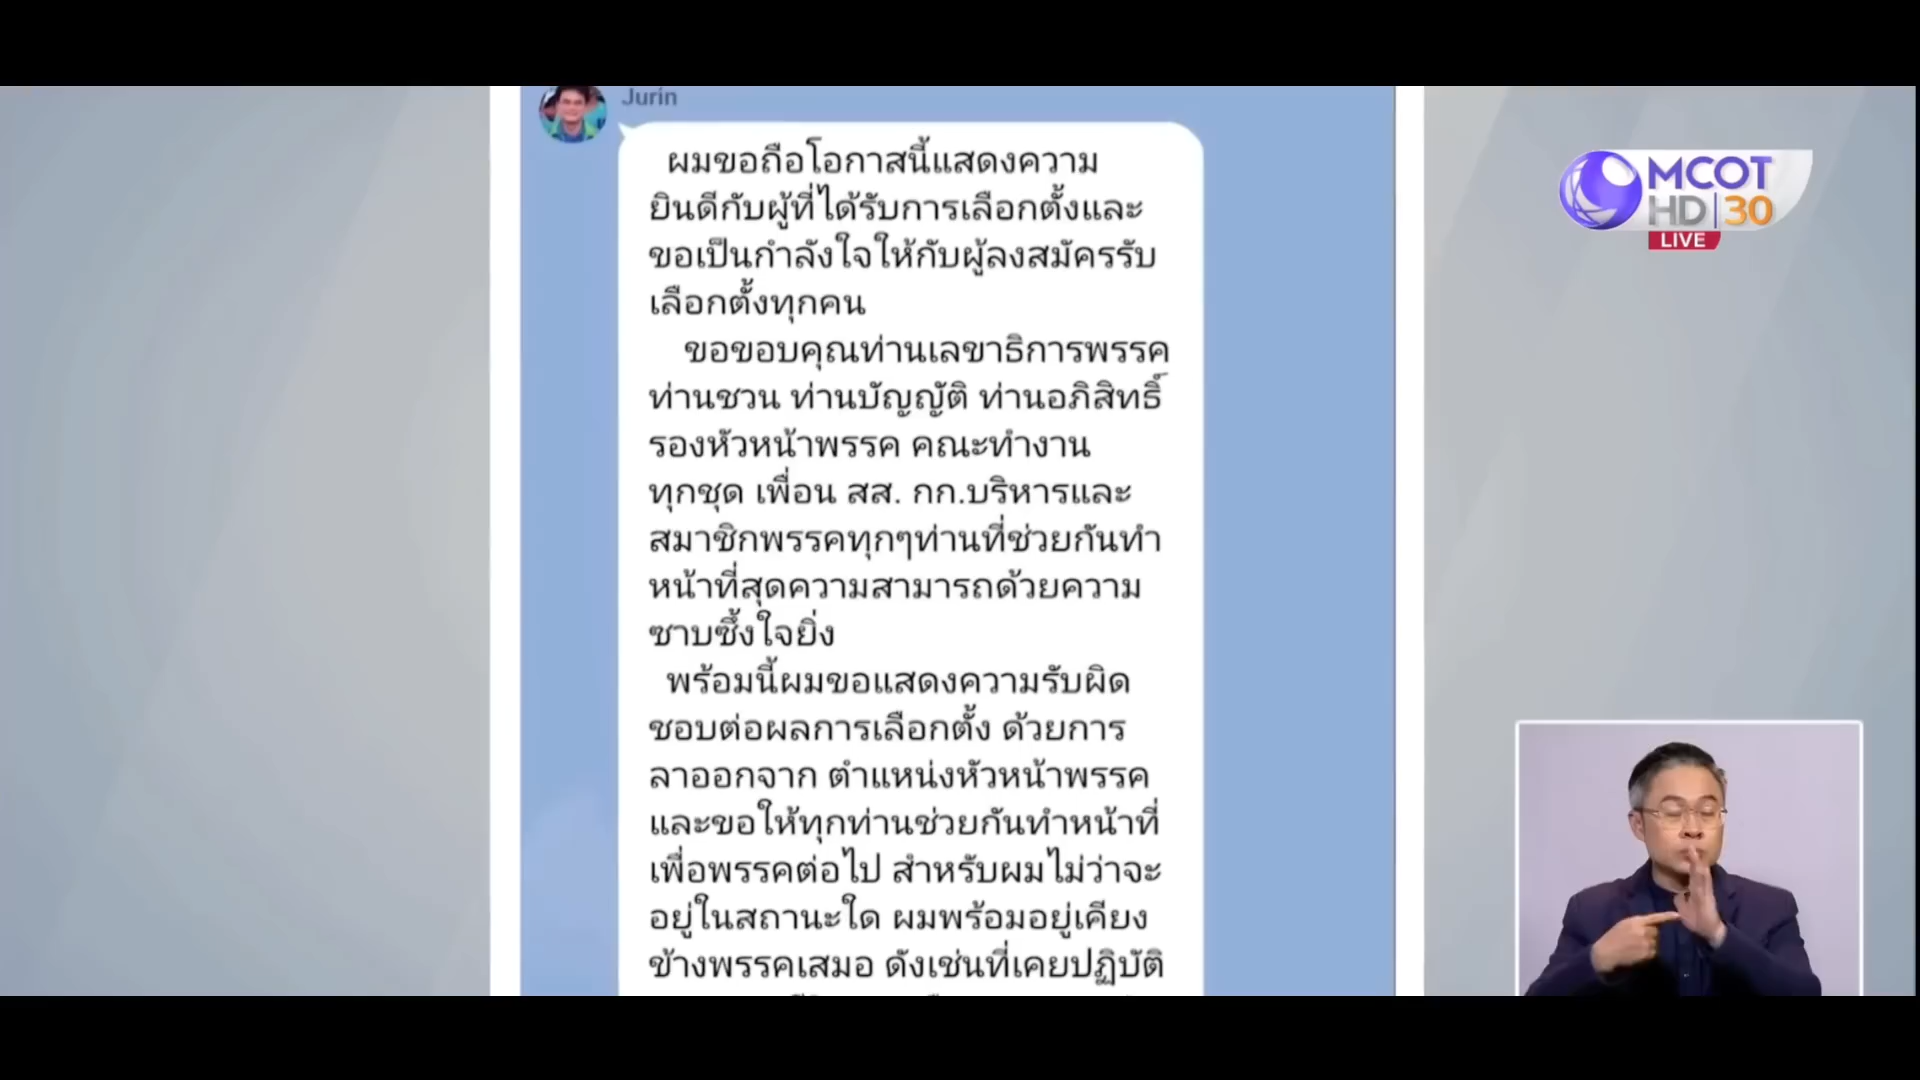 Jurin
ผมขอถือโอกาสนี้แสดงความ
ยินดีกับผู้ที่ได้รับการเลือกตั้งและ
ขอเป็นกำลังใจให้กับผู้ลงสมัครรับ
เลือกตั้งทุกคน
ขอขอบคุณท่านเลขาธิการพรรค
ท่านชวน ท่านบัญญัติ ท่านอภิสิทธิ์
รองหัวหน้าพรรค คณะทำงาน
ทุกชุด เพื่อน สส. กก.บริหารและ
สมาชิกพรรคทุกๆท่านที่ช่วยกันทำ
หน้าที่สุดความสามารถด้วยความ
ซาบซึ้งใจยิ่ง
พร้อมนี้ผมขอแสดงความรับผิด
ชอบต่อผลการเลือกตั้ง ด้วยการ
ลาออกจาก ตำแหน่งหัวหน้าพรรค
และขอให้ทุกท่านช่วยกันทำหน้าที่
เพื่อพรรคต่อไป สำหรับผมไม่ว่าจะ
อยู่ในสถานะใด ผมพร้อมอยู่เคียง
ข้างพรรคเสมอ ดังเช่นที่เคยปฏิบัติ
MCOT
HD 30
LIVE